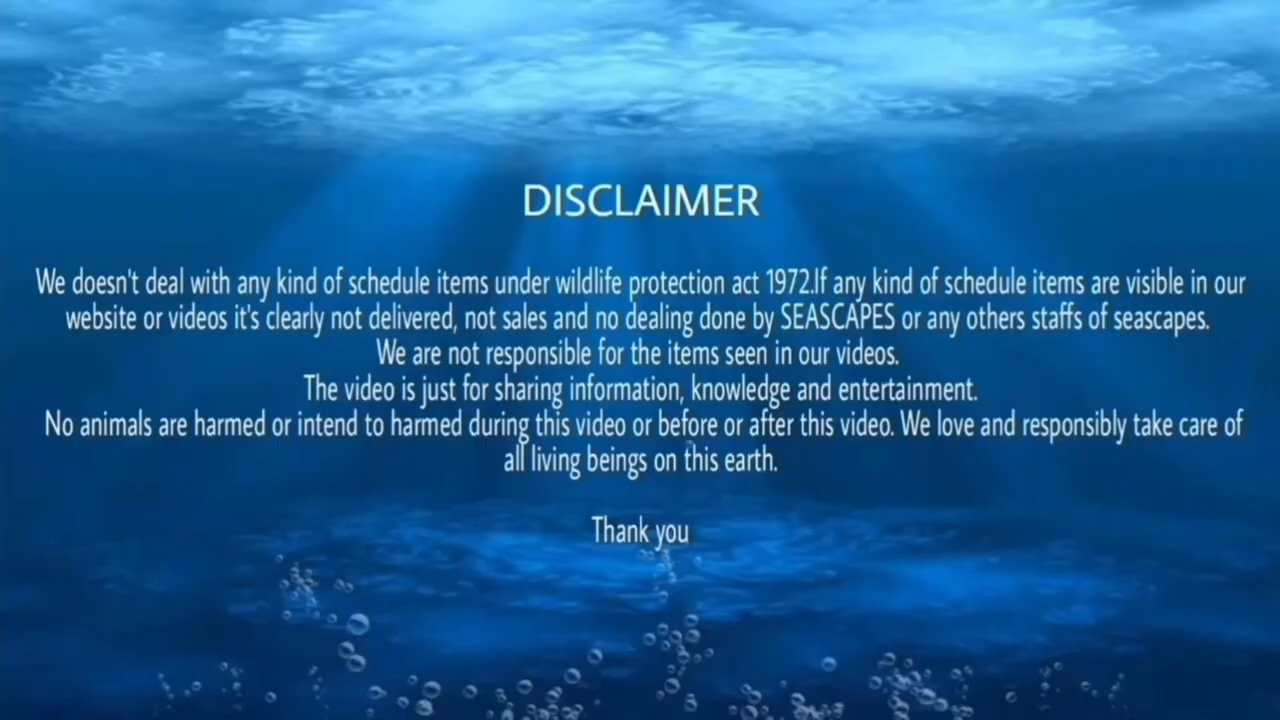 DISCLAIMER
We doesn't deal with any kind of schedule items under wildlife protection act 1972.If any kind of schedule items are visible in our
website or videos it's clearly not delivered, not sales and no dealing done by SEASCAPES or any others staffs of seascapes.
We are not responsible for the items seen in our videos.
The video is just for sharing information, knowledge and entertainment.
No animals are harmed or intend to harmed during this video or before or after this video. We love and responsibly take care of
all living beings on this earth.
Thank you